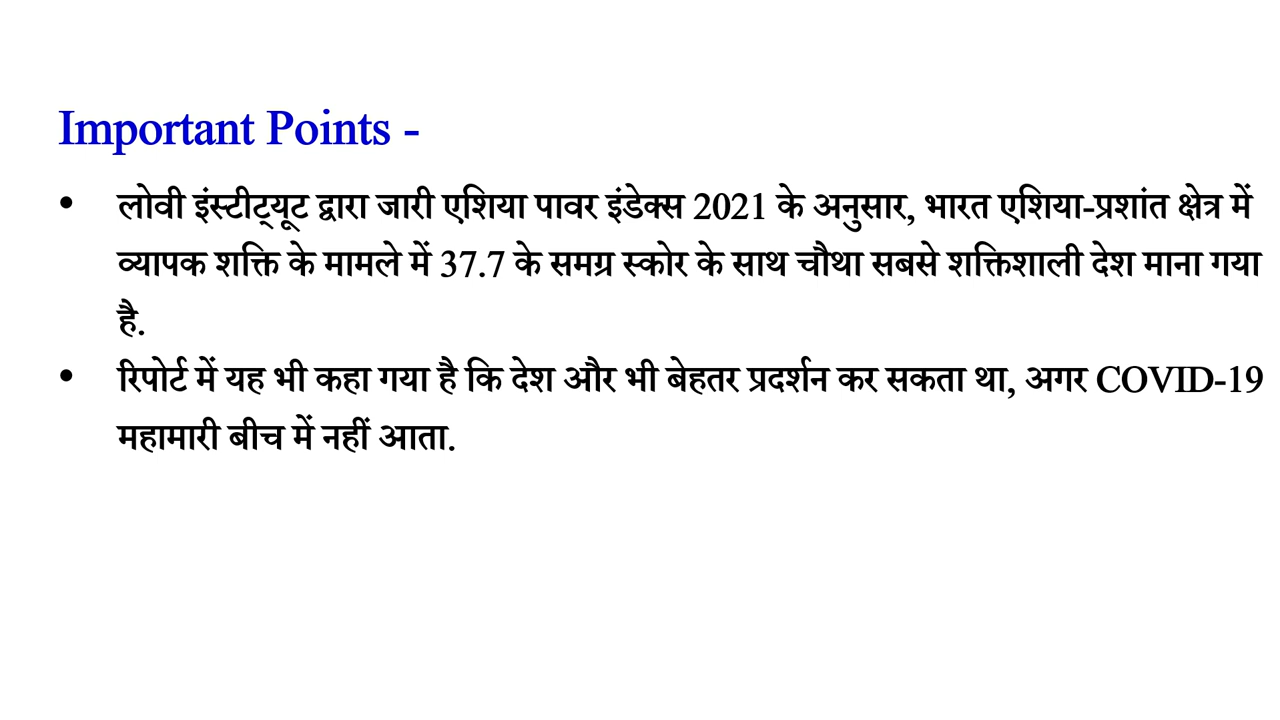 Important Points -
• लोवी इंस्टीट्यूट द्वारा जारी एशिया पावर इंडेक्स 2021 के अनुसार, भारत एशिया-प्रशांत क्षेत्र में
व्यापक शक्ति के मामले में 37.7 के समग्र स्कोर के साथ चौथा सबसे शक्तिशाली देश माना गया
है.
• रिपोर्ट में यह भी कहा गया है कि देश और भी बेहतर प्रदर्शन कर सकता था, अगर COVID-19
महामारी बीच में नहीं आता.